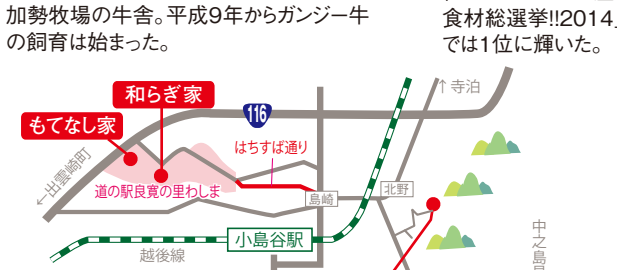 加勢牧場の牛舎。平成9年からガンジー牛
の飼育は始まった。
食材総選挙!!2014」
では1位に輝いた。
和らぎ家
もてなし家
116
↑寺泊
はちすば通り
←出雲崎町
道の駅良寛の里わしま
島崎
北野
小島谷駅
越後線
中之島見